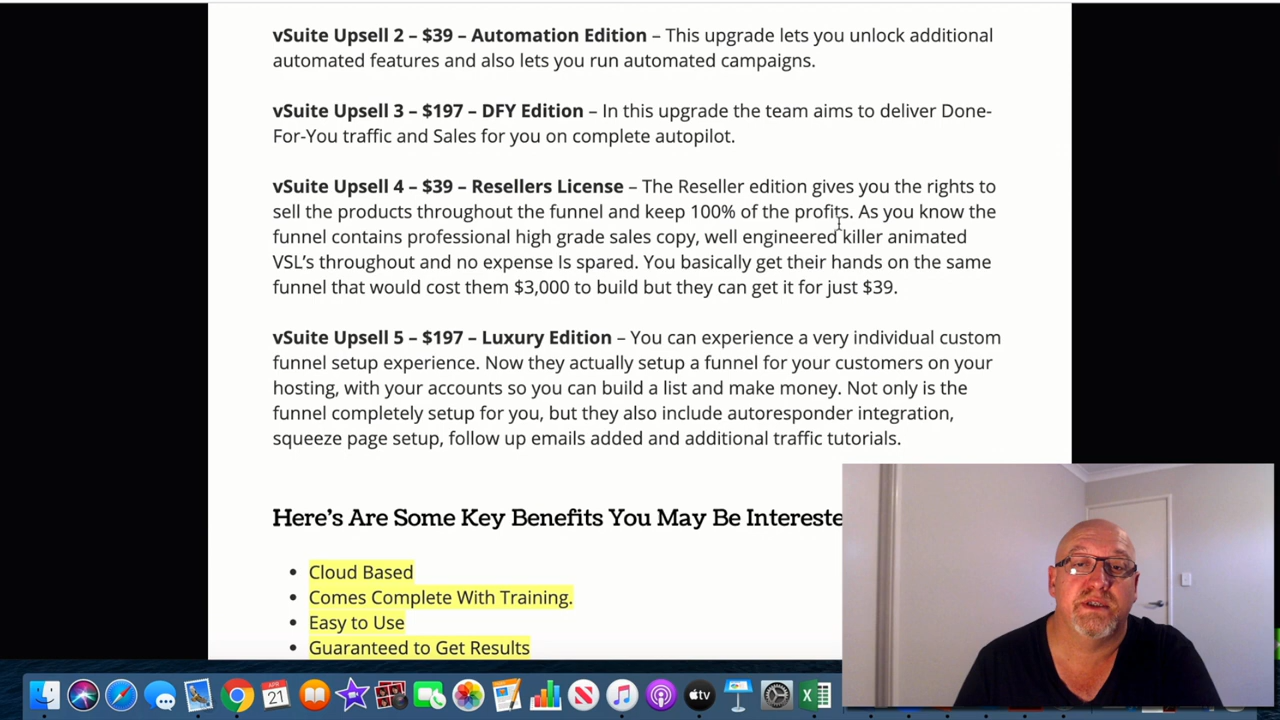 vSuite Upsell 2 – $39 – Automation Edition – This upgrade lets you unlock additional
automated features and also lets you run automated campaigns.
vSuite Upsell 3 – $197 – DFY Edition – In this upgrade the team aims to deliver Done-
For-You traffic and Sales for you on complete autopilot.
vSuite Upsell 4 – $39 – Resellers License – The Reseller edition gives you the rights to
sell the products throughout the funnel and keep 100% of the profits. As you know the
funnel contains professional high grade sales copy, well engineered killer animated
VSL's throughout and no expense Is spared. You basically get their hands on the same
funnel that would cost them $3,000 to build but they can get it for just $39.
vSuite Upsell 5 – $197 – Luxury Edition – You can experience a very individual custom
funnel setup experience. Now they actually setup a funnel for your customers on your
hosting, with your accounts so you can build a list and make money. Not only is the
funnel completely setup for you, but they also include autoresponder integration,
squeeze page setup, follow up emails added and additional traffic tutorials.
Here's Are Some Key Benefits You May Be
Cloud Based
Comes Complete With Training.
Easy to Use
Guaranteed to Get Results
APR
21
tv